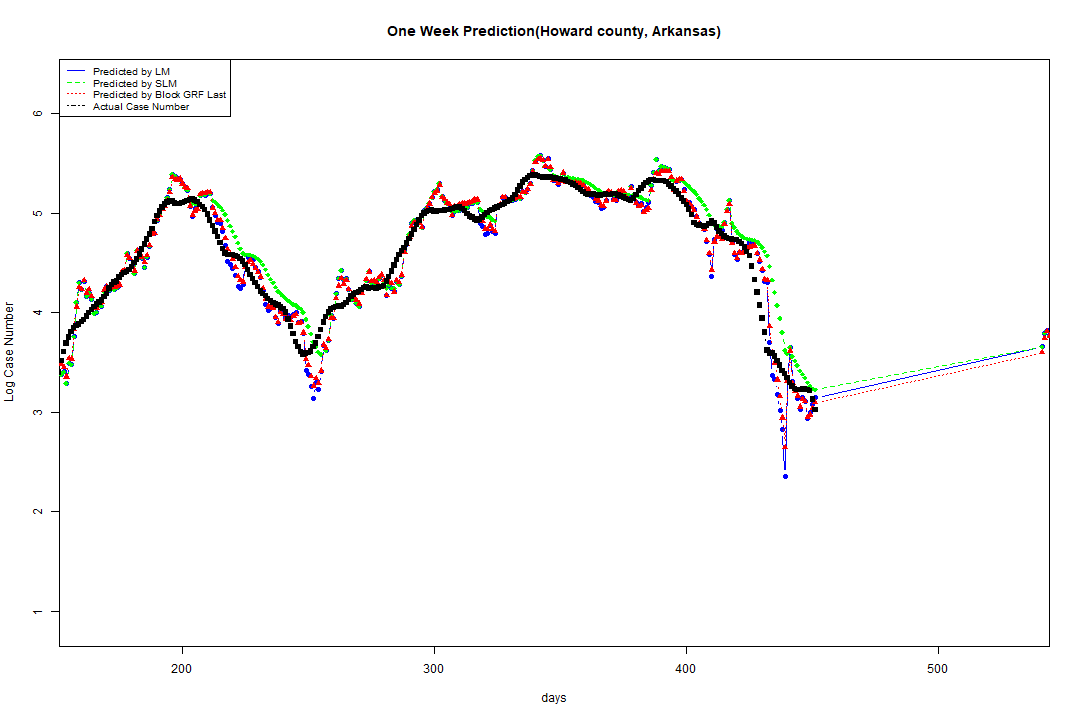 One Week Prediction(Howard county, Arkansas)
Predicted by LM
Predicted by SLM
Predicted by Block GRF Last
Actual Case Number
6
5
4
3
2
1
Log Case Number
200 300 400 500
days